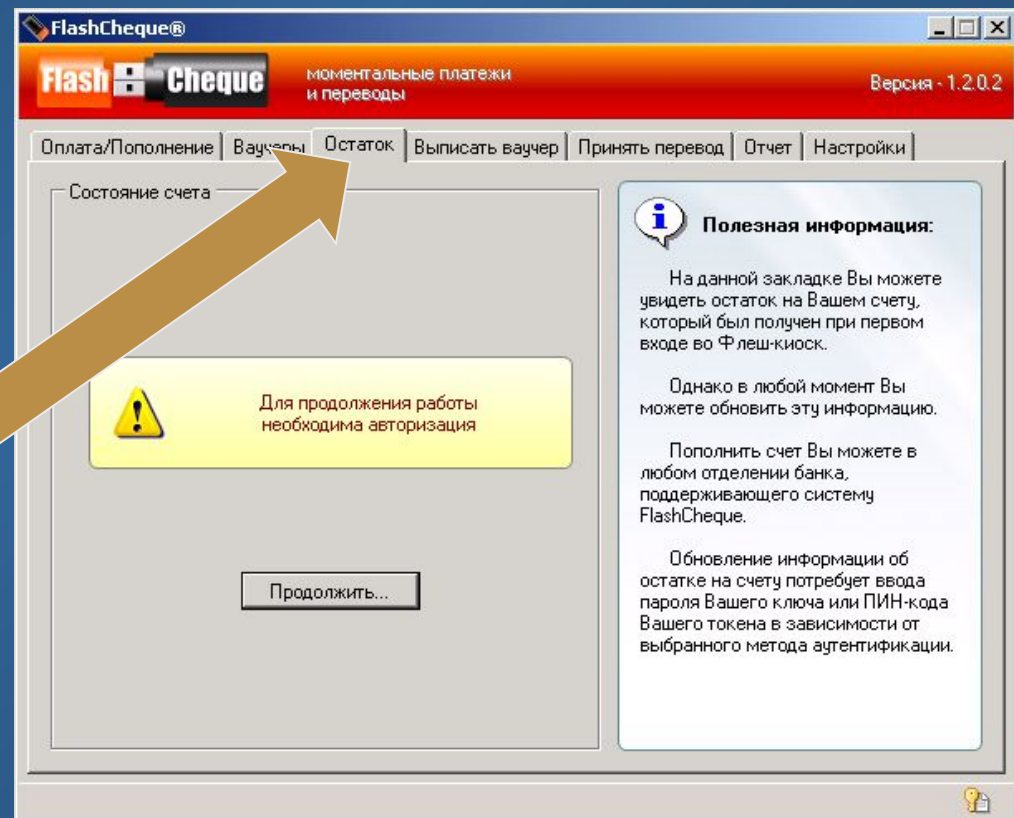 FlashCheque®
Flash Cheque
моментальные платежи
и переводы
Версия - 1.2.0.2
Оплата/Пополнение Ваучеры Остаток Выписать ваучер Принять перевод Отчет Настройки
Состояние счета
Для продолжения работы
необходима авторизация
Продолжить...
Полезная информация:
На данной закладке Вы можете
увидеть остаток на Вашем счету,
который был получен при первом
входе во Флеш-киоск.
Однако в любой момент Вы
можете обновить эту информацию.
Пополнить счет Вы можете в
любом отделении банка,
поддерживающего систему
FlashCheque.
Обновление информации об
остатке на счету потребует ввода
пароля Вашего ключа или ПИН-кода
Вашего токена в зависимости от
выбранного метода аутентификации.